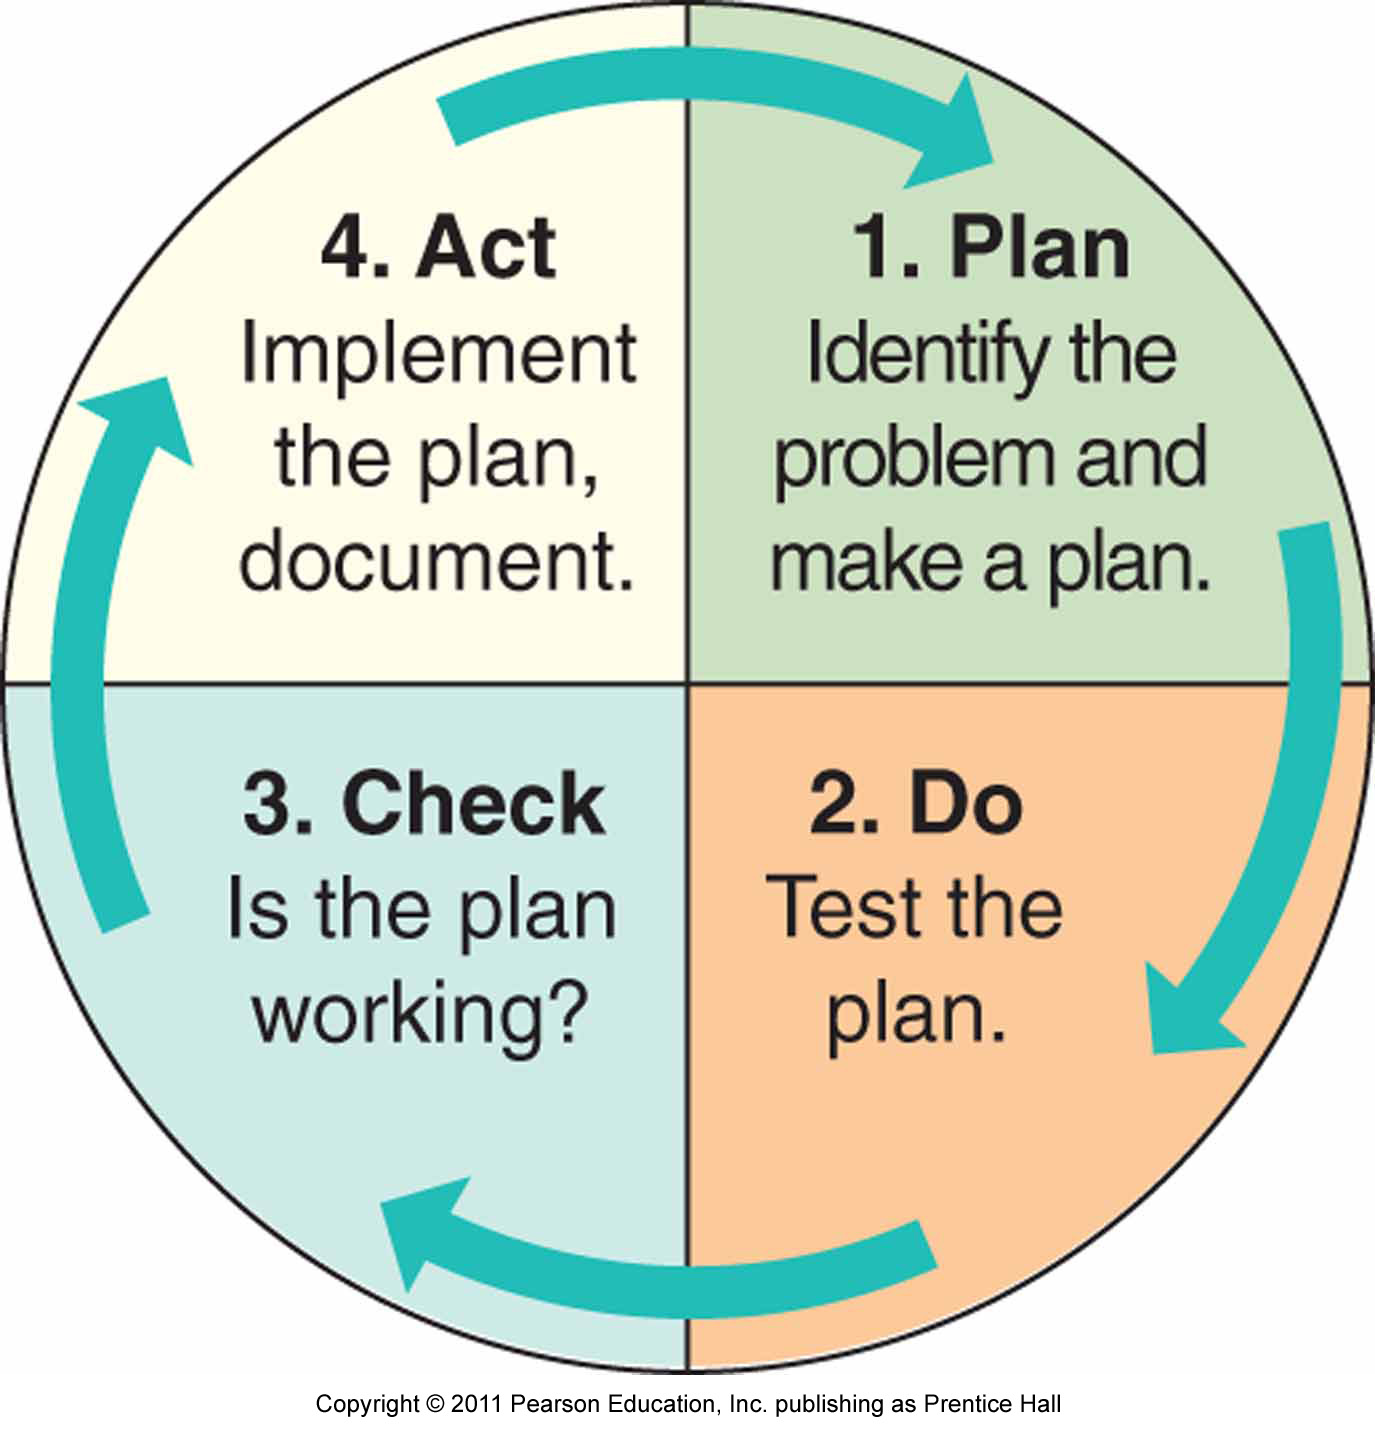 1. Plan
Identify the
problem and
make a plan.
2. Do
Test the
plan.
3. Check
Is the plan
working?
4. Act
Implement
the plan,
document.
Copyright © 2011 Pearson Education, Inc. publishing as Prentice Hall